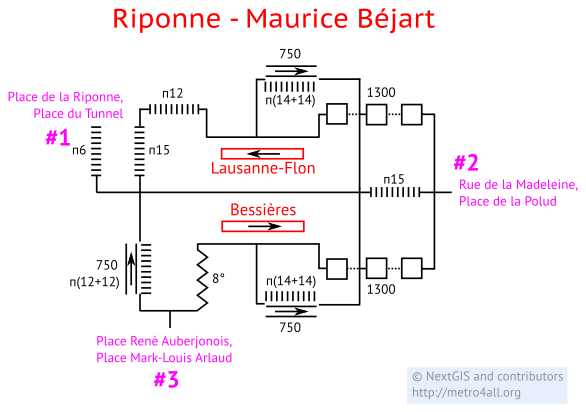 Riponne - Maurice Béjart
750
п(14+14)
1300
п12
Place de la Riponne,
Place du Tunnel
#1
п6
п15
Lausanne-Flon
#2
п15
Rue de la Madeleine,
Place de la Polud
Bessières
750
п(12+12)
8°
п(14+14)
750
1300
Place Renè Auberjonois,
Place Mark-Louis Arlaud
#3
© NextGIS and contributors
http://metro4all.org